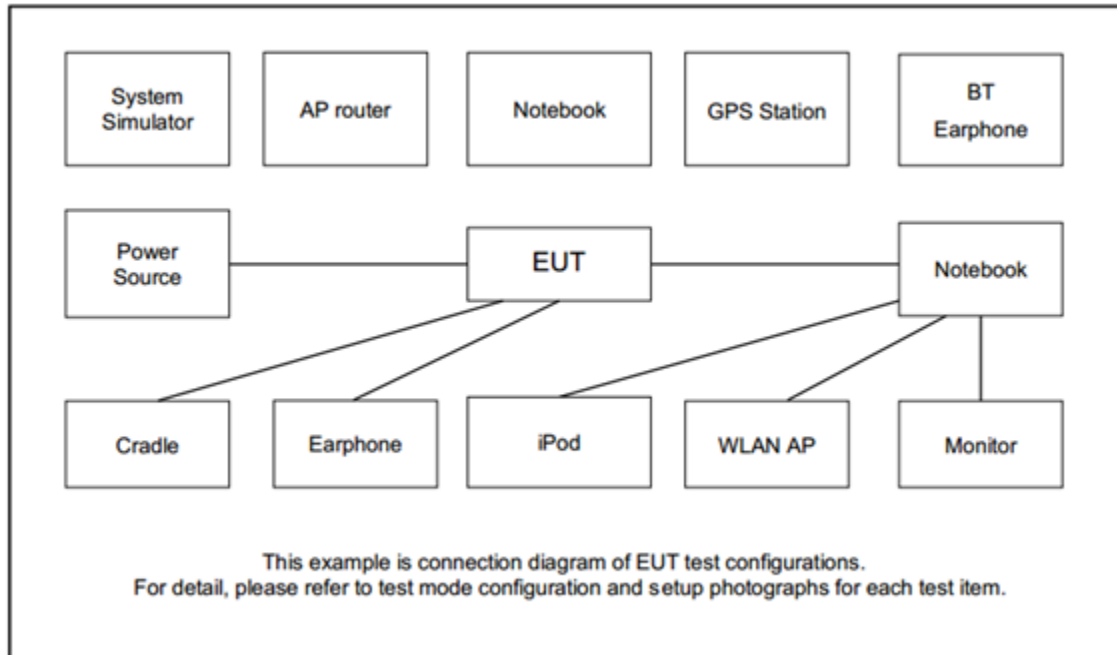 System
Simulator
AP router
Notebook
GPS Station
BT
Earphone
Power
Source
EUT
Notebook
Cradle
Earphone
iPod
WLAN AP
Monitor
This example is connection diagram of EUT test configurations.
For detail, please refer to test mode configuration and setup photographs for each test item.